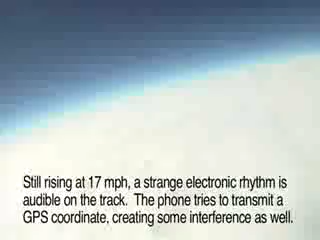 Still rising at 17 mph, a strange electronic rhythm is
audible on the track.  The phone tries to transmit a
GPS coordinate, creating some interference as well.